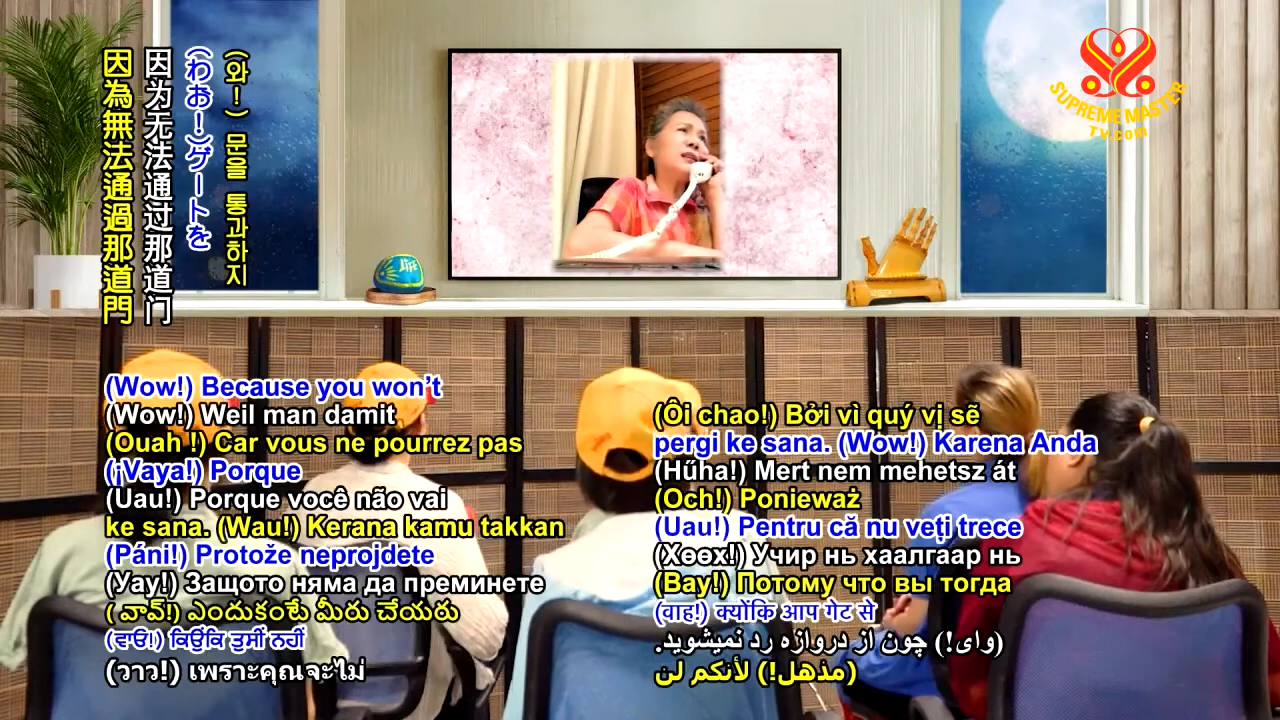 因為無法通過那道門
因为无法通过那道门
(わお!)ゲートを
(와!) 문을 통과하지
SUPREME MASTER
TV.com
LIFE
(Wow!) Because you won't
(Wow!) Weil man damit
(Ouah !) Car vous ne pourrez pas
(¡Vaya!) Porque
(Uau!) Porque você não vai
ke sana. (Wau!) Kerana kamu takkan
(Páni!) Protože neprojdete
(Уау!) Защото няма да преминете
( వావ్!) ఎందుకంటే మీరు చేయరు
(ਵਾਓ!) ਕਿਉਂਕਿ ਤੁਸੀਂ ਨਹੀਂ
(ว้าว!) เพราะคุณจะไม่
(Ôi chao!) Bởi vì quý vị sẽ
pergi ke sana. (Wow!) Karena Anda
(Hűha!) Mert nem mehetsz át
(Och!) Ponieważ
(Uau!) Pentru că nu veți trece
(Хөөх!) Учир нь хаалгаар нь
(Вау!) Потому что вы тогда
(वाह!) क्योंकि आप गेट से
(وای!) چون از دروازه رد نمیشوید.
(مذهل!) لأنكم لن